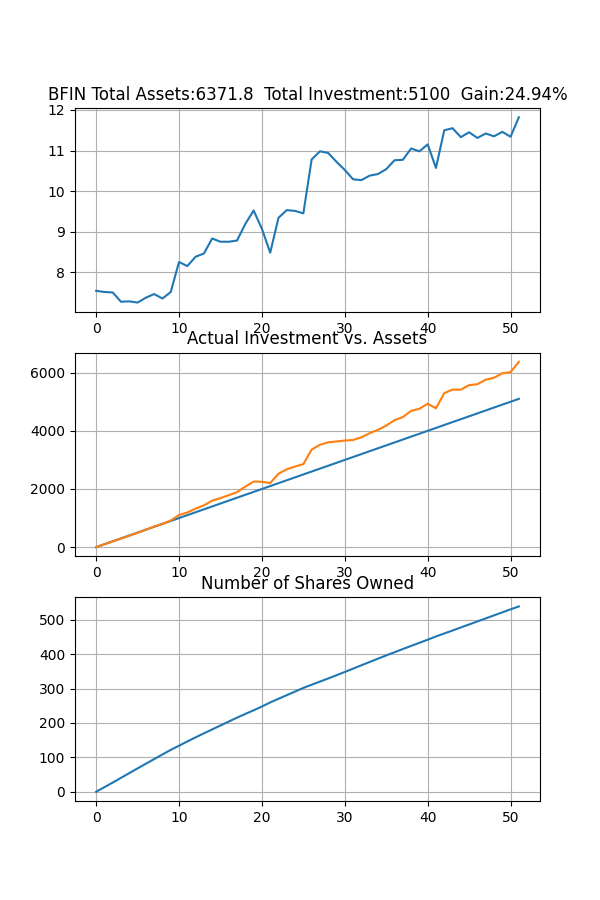 BFIN Total Assets:6371.8  Total Investment:5100  Gain:24.94%
12
11
10
9
8
0 10 20 30 40 50
Actual Investment vs. Assets
6000
4000
2000
0
0 10 20 30 40 50
Number of Shares Owned
500
400
300
200
100
0
0 10 20 30 40 50